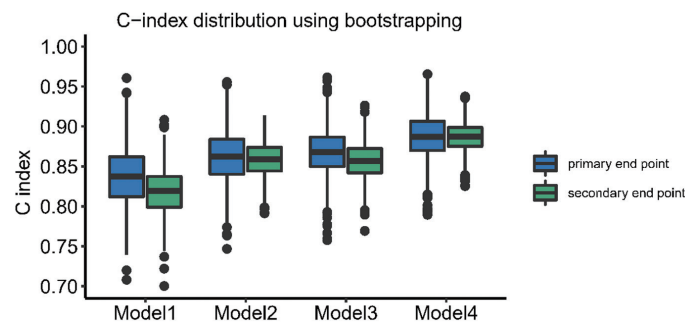 C−index distribution using bootstrapping
1.00
0.95
0.90
0.85
0.80
0.75
0.70
C index
Model1 Model2 Model3 Model4
primary end point
secondary end point